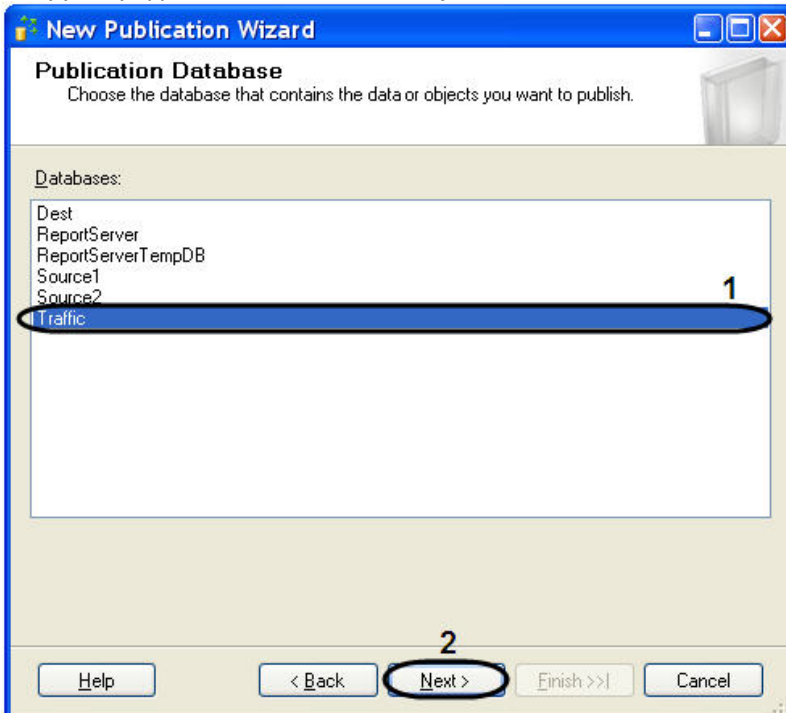 New Publication Wizard
Publication Database
Choose the database that contains the data or objects you want to publish.
Databases:
Dest
ReportServer
ReportServerTempDB
Source1
Source2
1
Traffic
2
Help
< Back
Next >
Finish >>|
Cancel